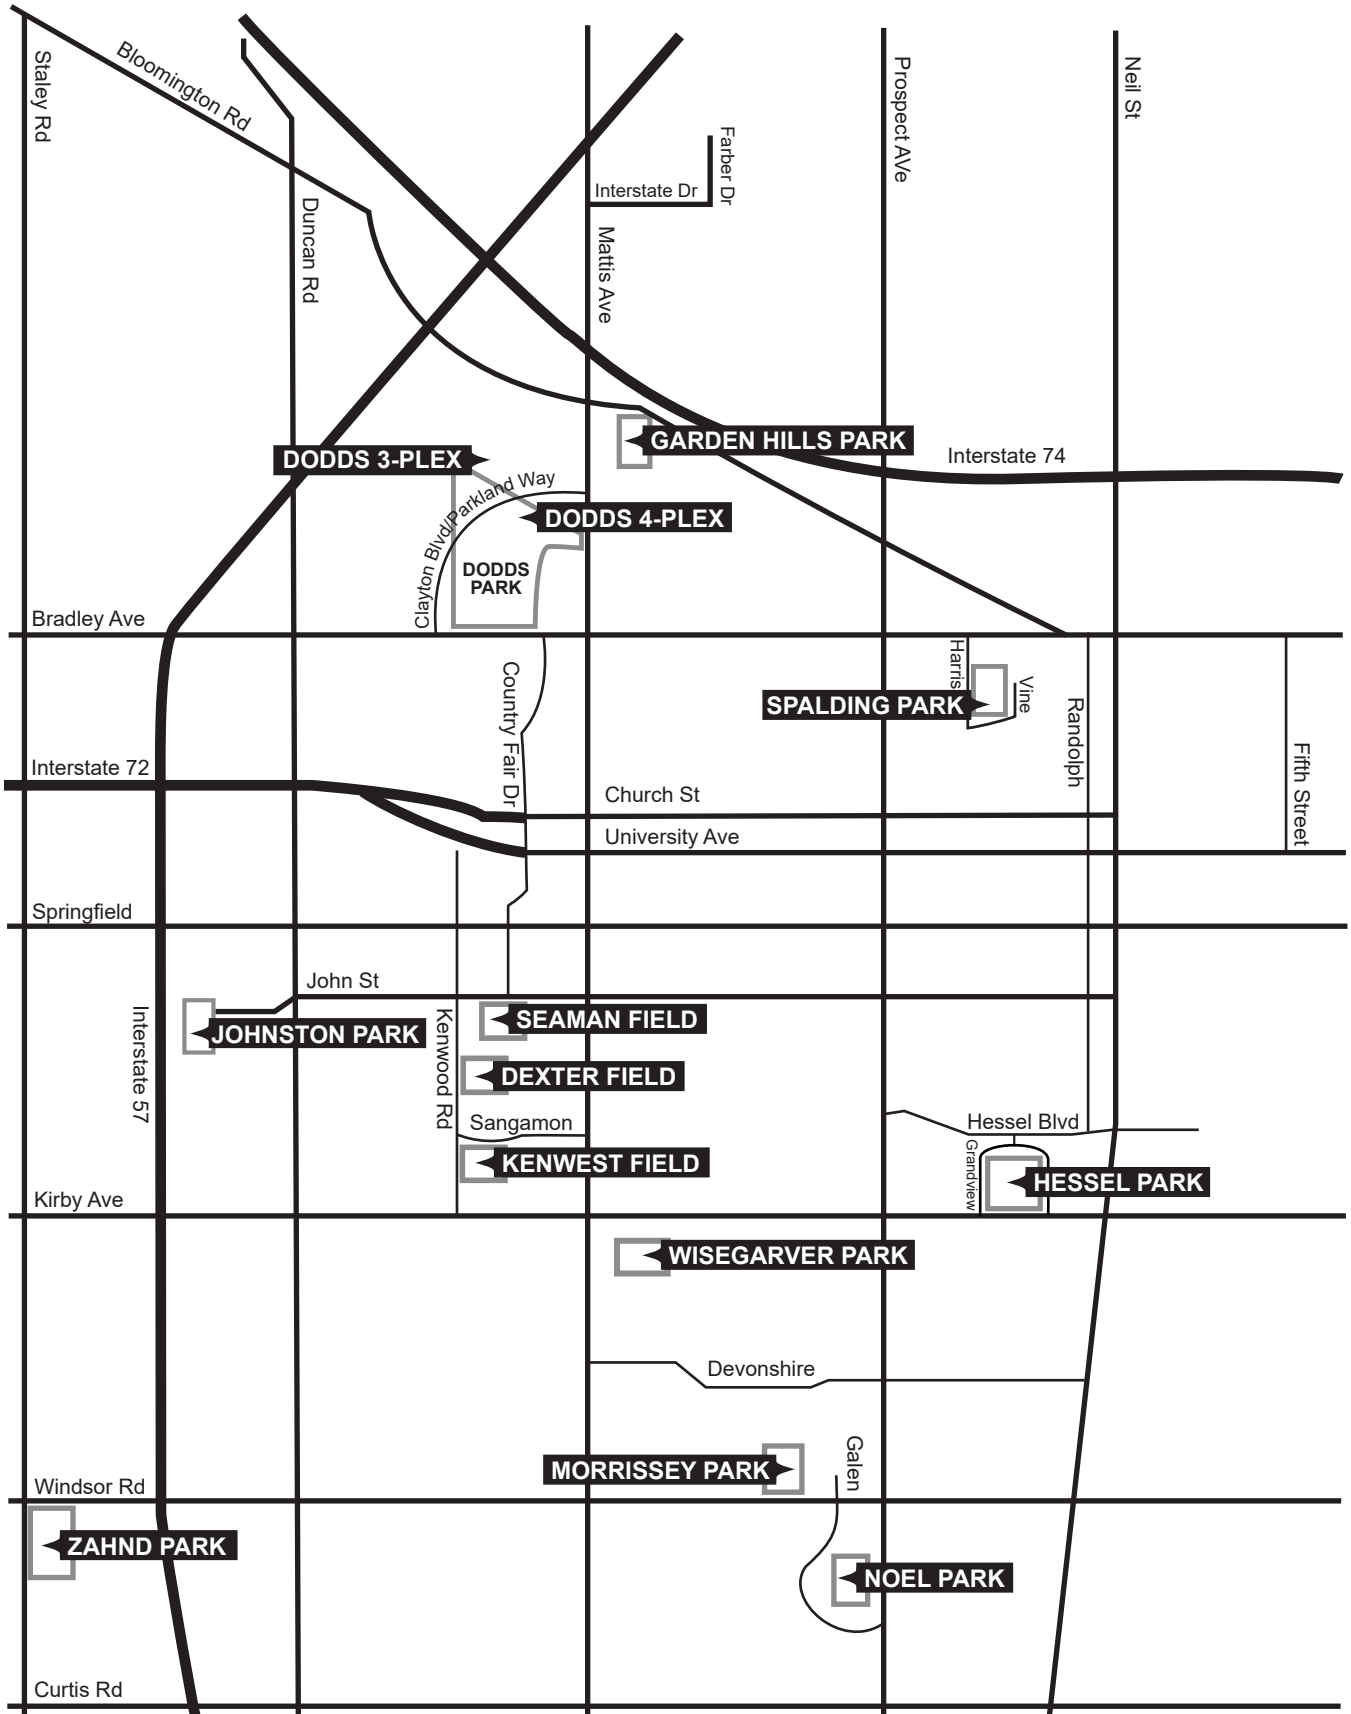 Staley Rd
Bloomington Rd
Duncan Rd
Interstate Dr
Farber Dr
Mattis Ave
Prospect AVe
Neil St
GARDEN HILLS PARK
Interstate 74
DODDS 3-PLEX
Clayton Blvd/Parkland Way
DODDS 4-PLEX
DODDS
PARK
Bradley Ave
Country Fair Dr
Harris
Vine
SPALDING PARK
Randolph
Fifth Street
Interstate 72
Church St
University Ave
Springfield
John St
Interstate 57
JOHNSTON PARK
Kenwood Rd
SEAMAN FIELD
DEXTER FIELD
Sangamon
KENWEST FIELD
Hessel Blvd
Grandview
HESSEL PARK
Kirby Ave
WISEGARVER PARK
Devonshire
MORRISSEY PARK
Galen
Windsor Rd
ZAHND PARK
NOEL PARK
Curtis Rd